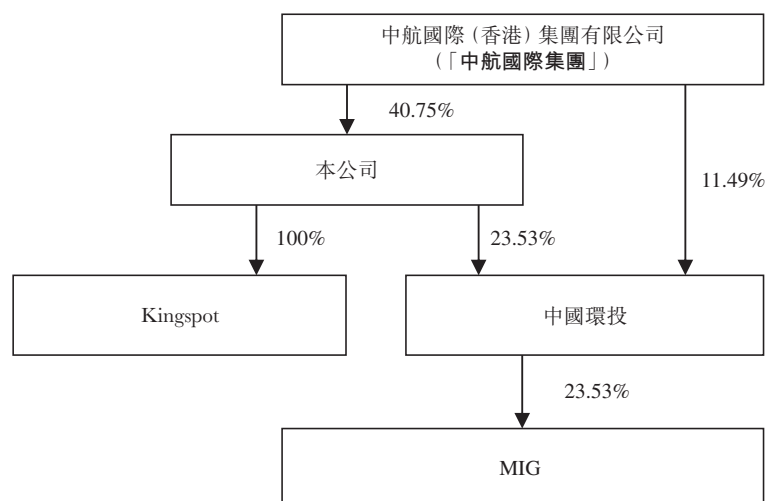 中航國際（香港）集團有限公司
（「中航國際集團」）
40.75%
本公司
11.49%
100%
23.53%
Kingspot
中國環投
23.53%
MIG